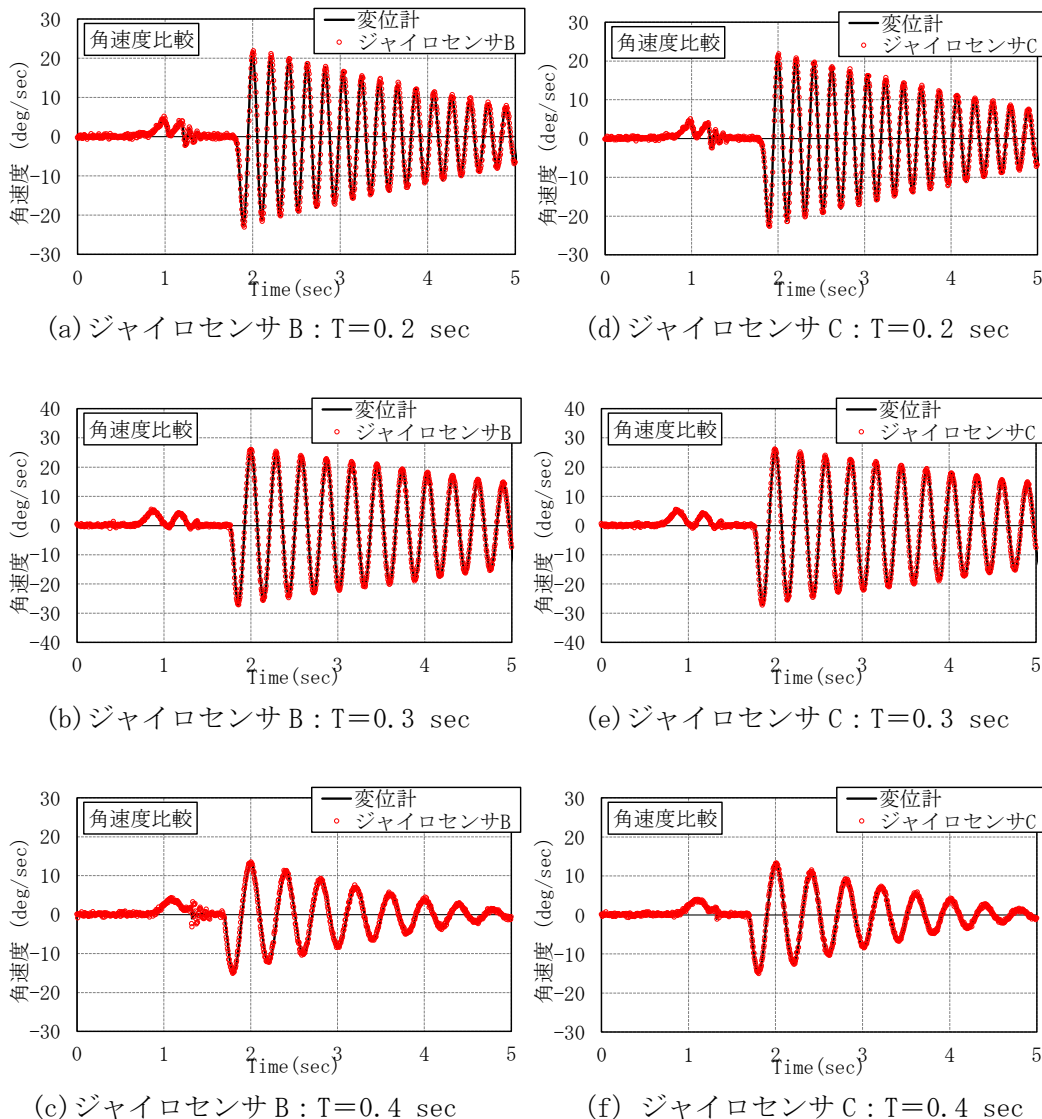 角速度比較
変位計
ジャイロセンサB
角速度 (deg/sec)
30
20
10
0
-10
-20
-30
0 1 2 3 4 5
Time(sec)
(a)ジャイロセンサ B：T＝0.2 sec
角速度比較
変位計
ジャイロセンサC
角速度 (deg/sec)
30
20
10
0
-10
-20
-30
0 1 2 3 4 5
Time(sec)
(d)ジャイロセンサ C：T＝0.2 sec
角速度比較
変位計
ジャイロセンサB
角速度 (deg/sec)
40
30
20
10
0
-10
-20
-30
-40
0 1 2 3 4 5
Time(sec)
(b)ジャイロセンサ B：T＝0.3 sec
角速度比較
変位計
ジャイロセンサC
角速度 (deg/sec)
40
30
20
10
0
-10
-20
-30
-40
0 1 2 3 4 5
Time(sec)
(e)ジャイロセンサ C：T＝0.3 sec
角速度比較
変位計
ジャイロセンサB
角速度 (deg/sec)
30
20
10
0
-10
-20
-30
0 1 2 3 4 5
Time(sec)
(c)ジャイロセンサ B：T＝0.4 sec
角速度比較
変位計
ジャイロセンサC
角速度 (deg/sec)
30
20
10
0
-10
-20
-30
0 1 2 3 4 5
Time(sec)
(f) ジャイロセンサ C：T＝0.4 sec